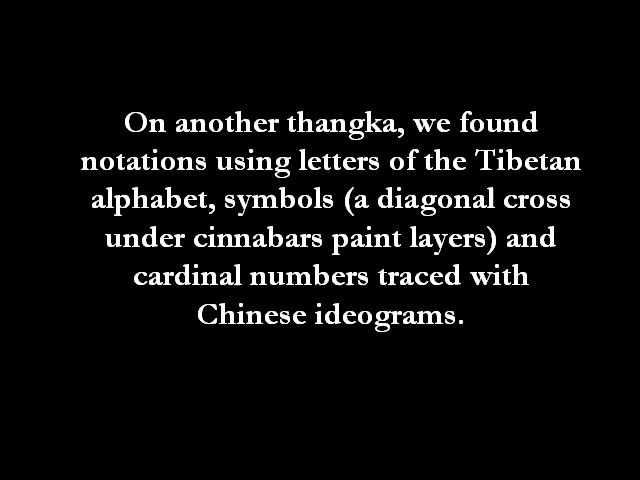 On another thangka, we found
notations using letters of the Tibetan
alphabet, symbols (a diagonal cross
under cinnabars paint layers) and
cardinal numbers traced with
Chinese ideograms.